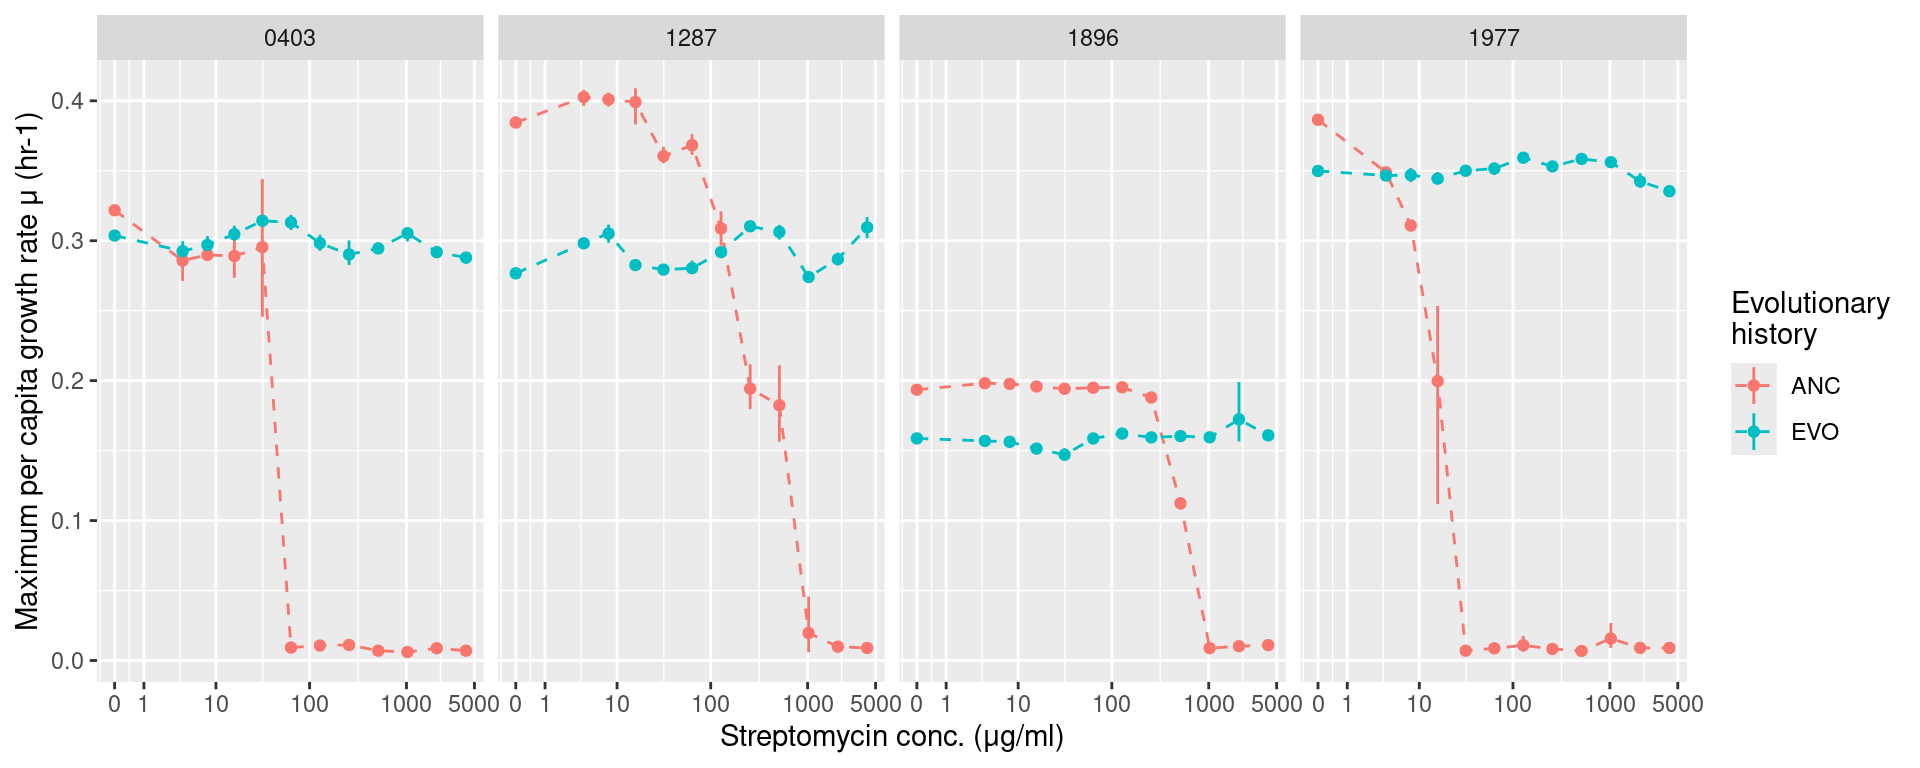 0403 1287 1896 1977
Maximum per capita growth rate µ (hr-1)
0.4
0.3
0.2
0.1
0.0
0 1 10 100 1000 5000 0 1 10 100 1000 5000 0 1 10 100 1000 5000 0 1 10 100 1000 5000
Streptomycin conc. (µg/ml)
Evolutionary
history
ANC
EVO